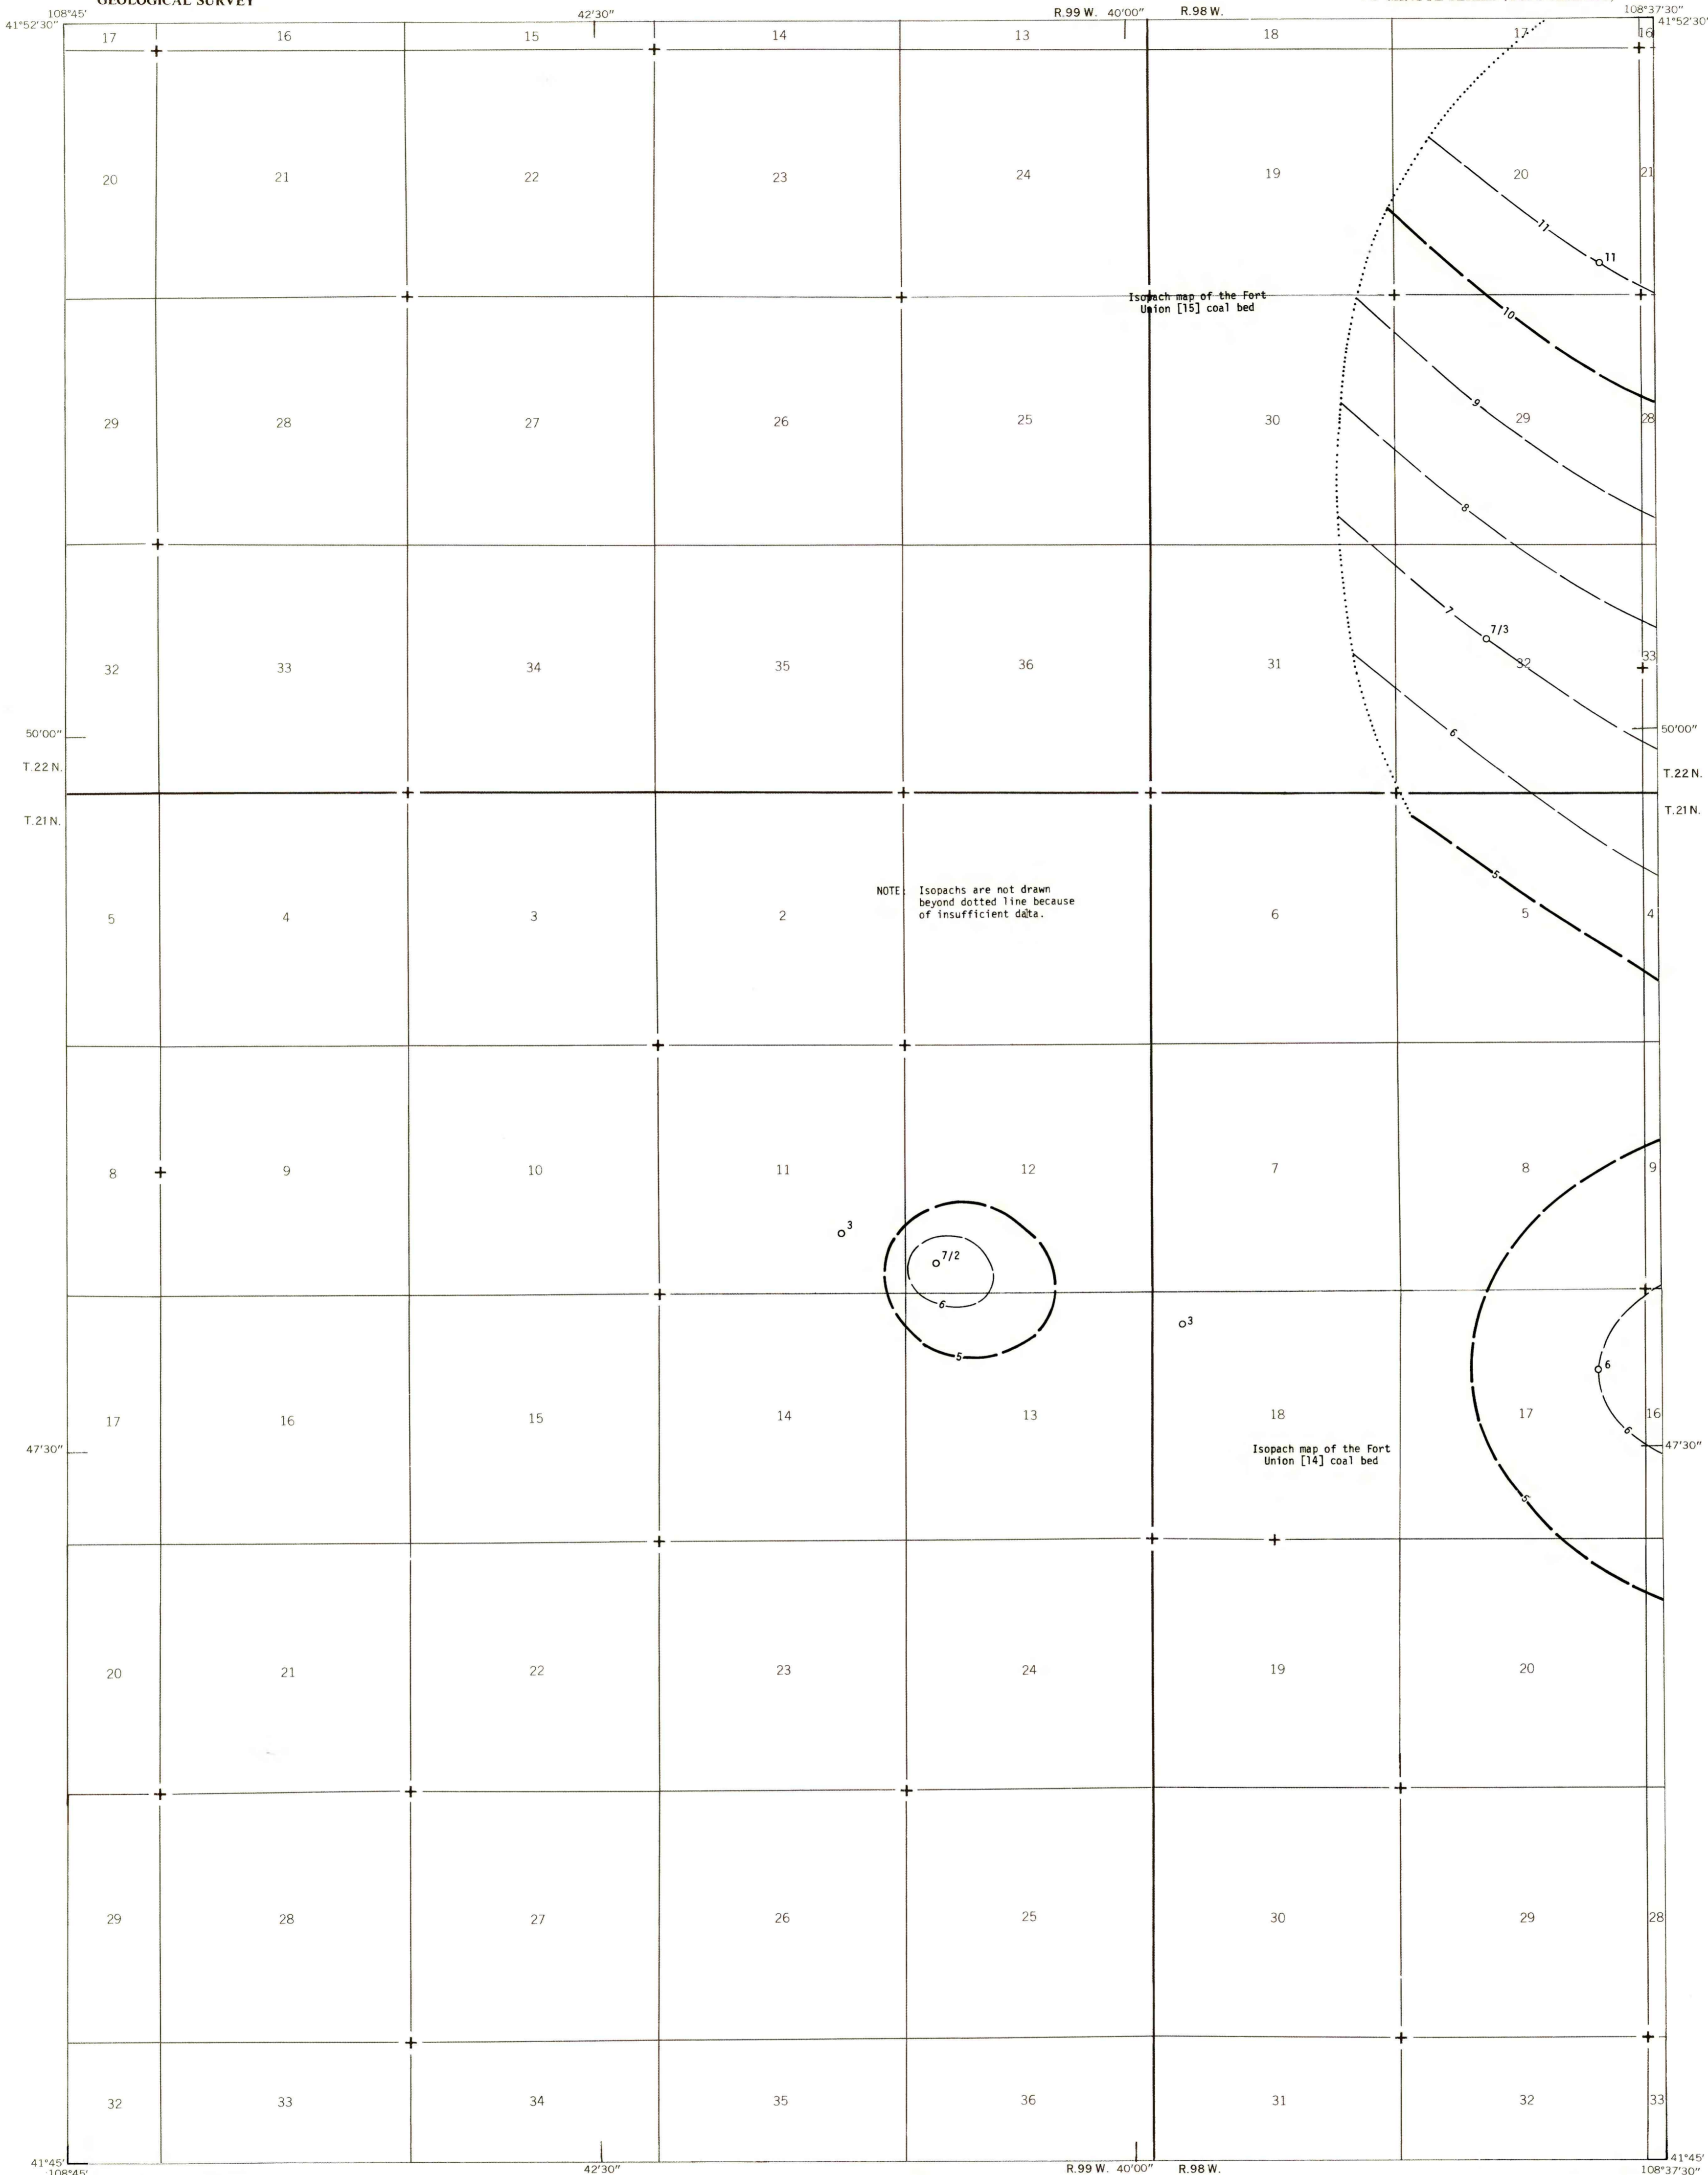 GEOLOGICAL SURVEY
108°45' 42'30" R.99 W. 40'00" R.98 W. 108°37'30"
41°52'30" 41°52'30"
17 16 15 14 13 18 17 16
20 21 22 23 24 19 20 21
11
11
Isopach map of the Fort
Union [15] coal bed
10
9
29 28 27 26 25 30 29 28
8
7
7/3
32 33 34 35 36 31 32 33
6
50'00" 50'00"
T.22 N. T.22 N.
T.21 N. T.21 N.
5
NOTE: Isopachs are not drawn
beyond dotted line because
of insufficient data.
5 4 3 2 6 5 4
8 9 10 11 12 7 8 9
3
7/2
6
3
5
6
17 16 15 14 13 18 17 16
6
47'30" 47'30"
Isopach map of the Fort
Union [14] coal bed
5
20 21 22 23 24 19 20
29 28 27 26 25 30 29 28
32 33 34 35 36 31 32 33
41°45' 41°45'
108°45' 42'30" R.99 W. 40'00" R.98 W. 108°37'30"